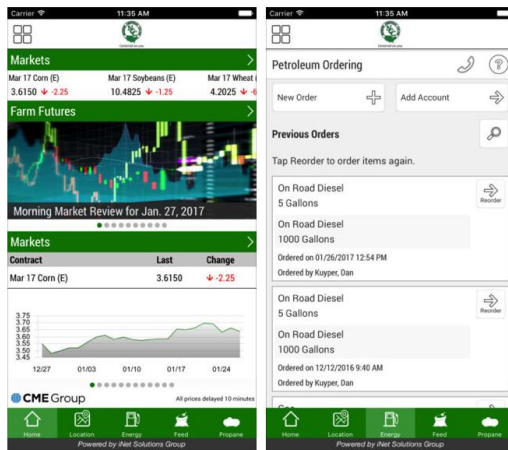 Carrier 11:35 AM
Markets
Mar 17 Corn (E) Mar 17 Soybeans (E) Mar 17 Wheat (
3.6150 -2.25 10.4825 -1.25 4.2025 -6
Farm Futures
Morning Market Review for Jan. 27, 2017
Markets
Contract Last Change
Mar 17 Corn (E) 3.6150 -2.25
3.75
3.70
3.65
3.60
3.55
3.50
3.45
12/27 01/03 01/10 01/17 01/24
CME Group All prices delayed 10 minutes
Home Location Energy Feed Propane
Powered by iNet Solutions Group
Carrier 11:35 AM
Petroleum Ordering ?
New Order Add Account
Previous Orders
Tap Reorder to order items again.
On Road Diesel
5 Gallons
Reorder
On Road Diesel
1000 Gallons
Ordered on 01/26/2017 12:54 PM
Ordered by Kuyper, Dan
On Road Diesel
5 Gallons
Reorder
On Road Diesel
1000 Gallons
Ordered on 12/12/2016 9:40 AM
Ordered by Kuyper, Dan
Home Location Energy Feed Propane
Powered by iNet Solutions Group